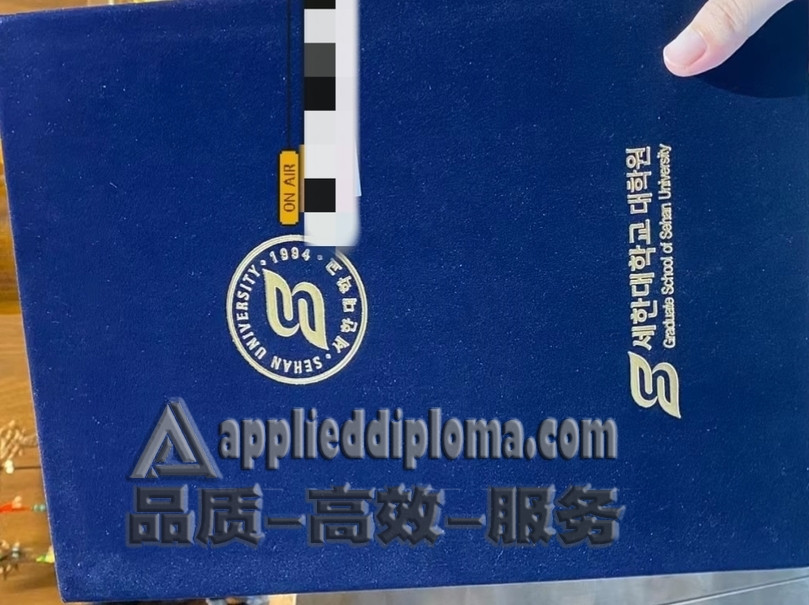 ON AIR
1994
SEHAN UNIVERSITY
세한대학교
세한대학교 대학원
Graduate School of Sehan University
applieddiploma.com
品质-高效-服务